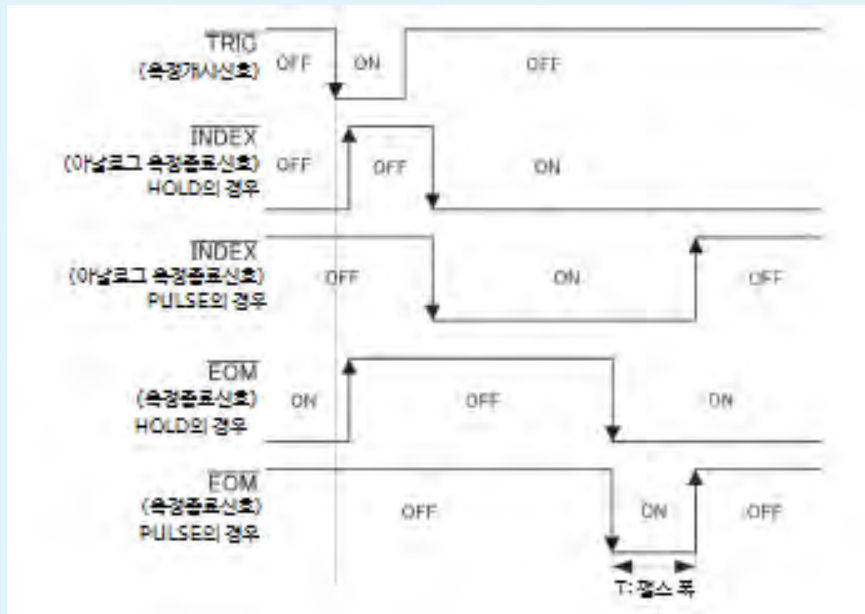 TRIG
(측정개시신호)
OFF ON OFF
INDEX
(아날로그 측정종료신호)
HOLD의 경우
OFF OFF ON
INDEX
(아날로그 측정종료신호)
PULSE의 경우
OFF ON OFF
EOM
(측정종료신호)
HOLD의 경우
ON OFF ON
EOM
(측정종료신호)
PULSE의 경우
OFF ON OFF
T: 펄스 폭